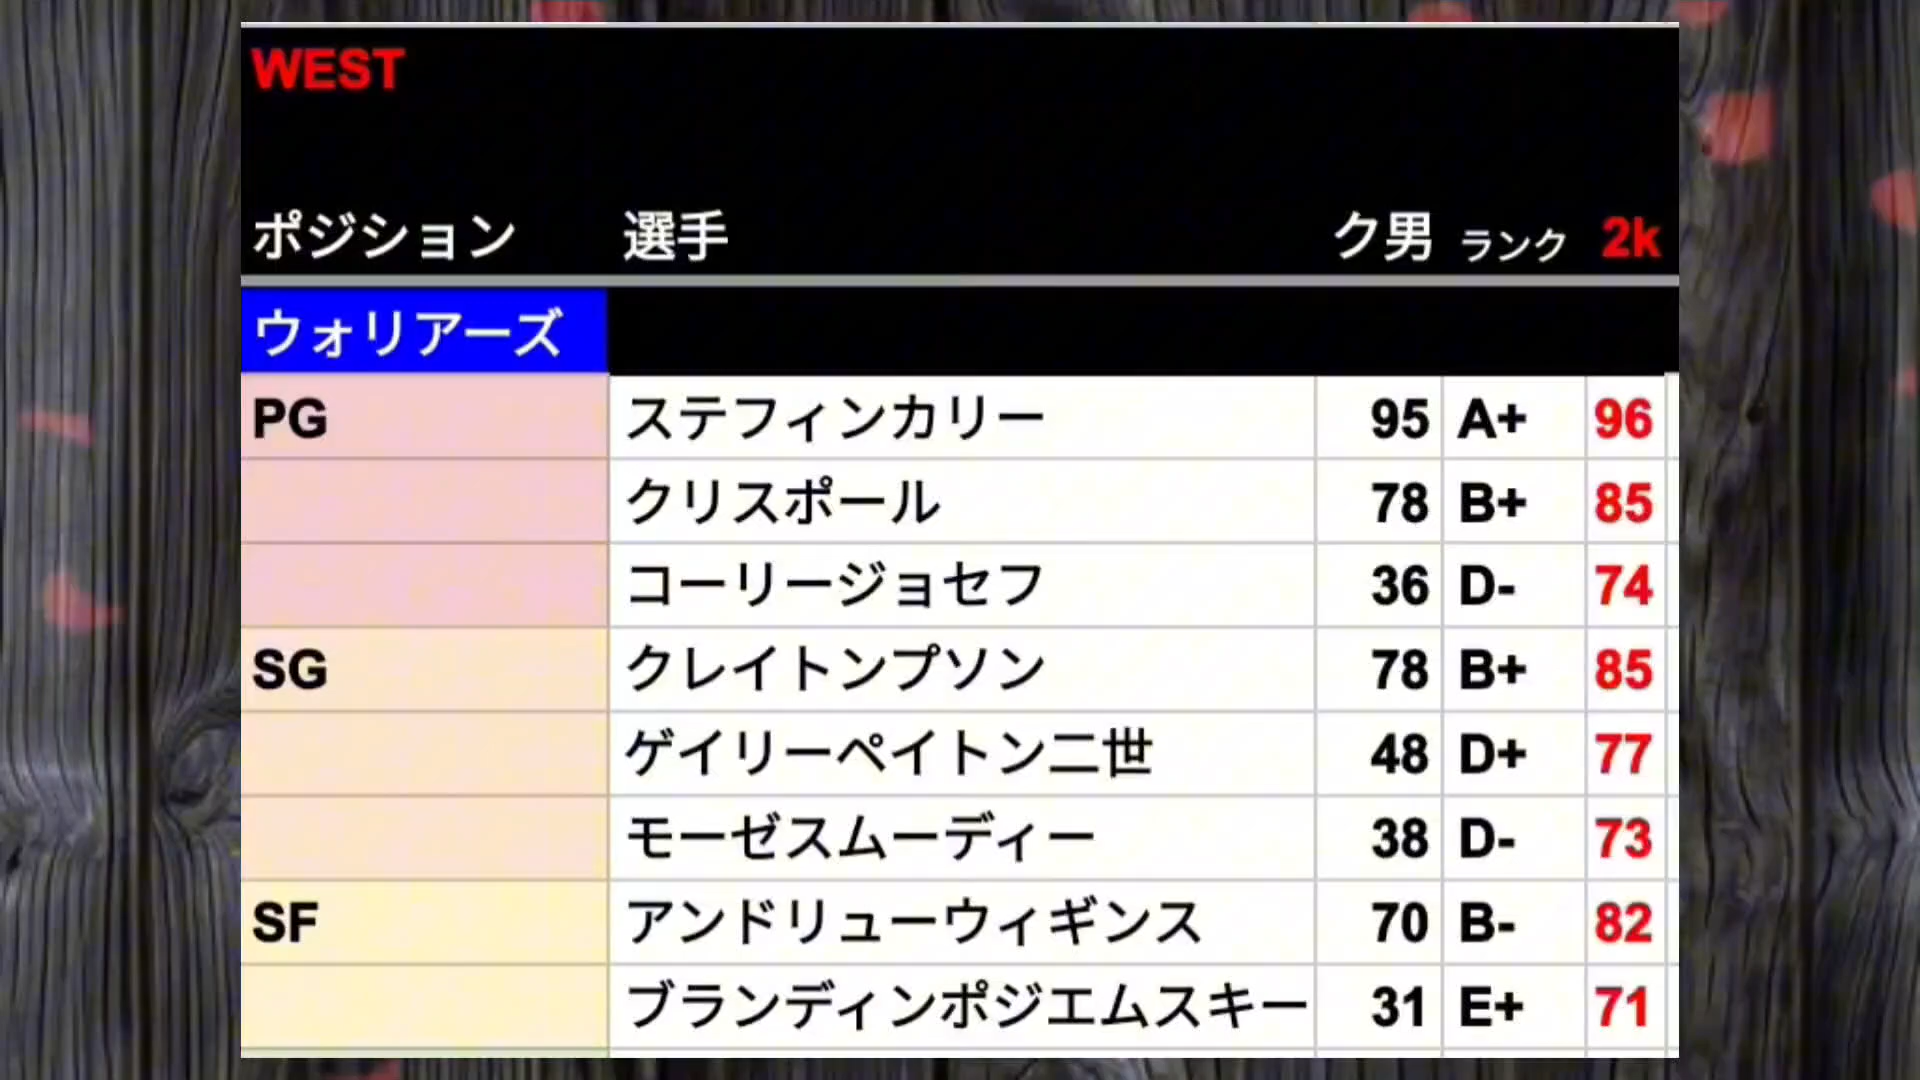 WEST
ポジション 選手 ク男 ランク 2k
ウォリアーズ
PG ステフィンカリー 95 A+ 96
クリスポール 78 B+ 85
コーリージョセフ 36 D- 74
SG クレイトンプソン 78 B+ 85
ゲイリーペイトン二世 48 D+ 77
モーゼスムーディー 38 D- 73
SF アンドリューウィギンス 70 B- 82
ブランディンポジエムスキー 31 E+ 71